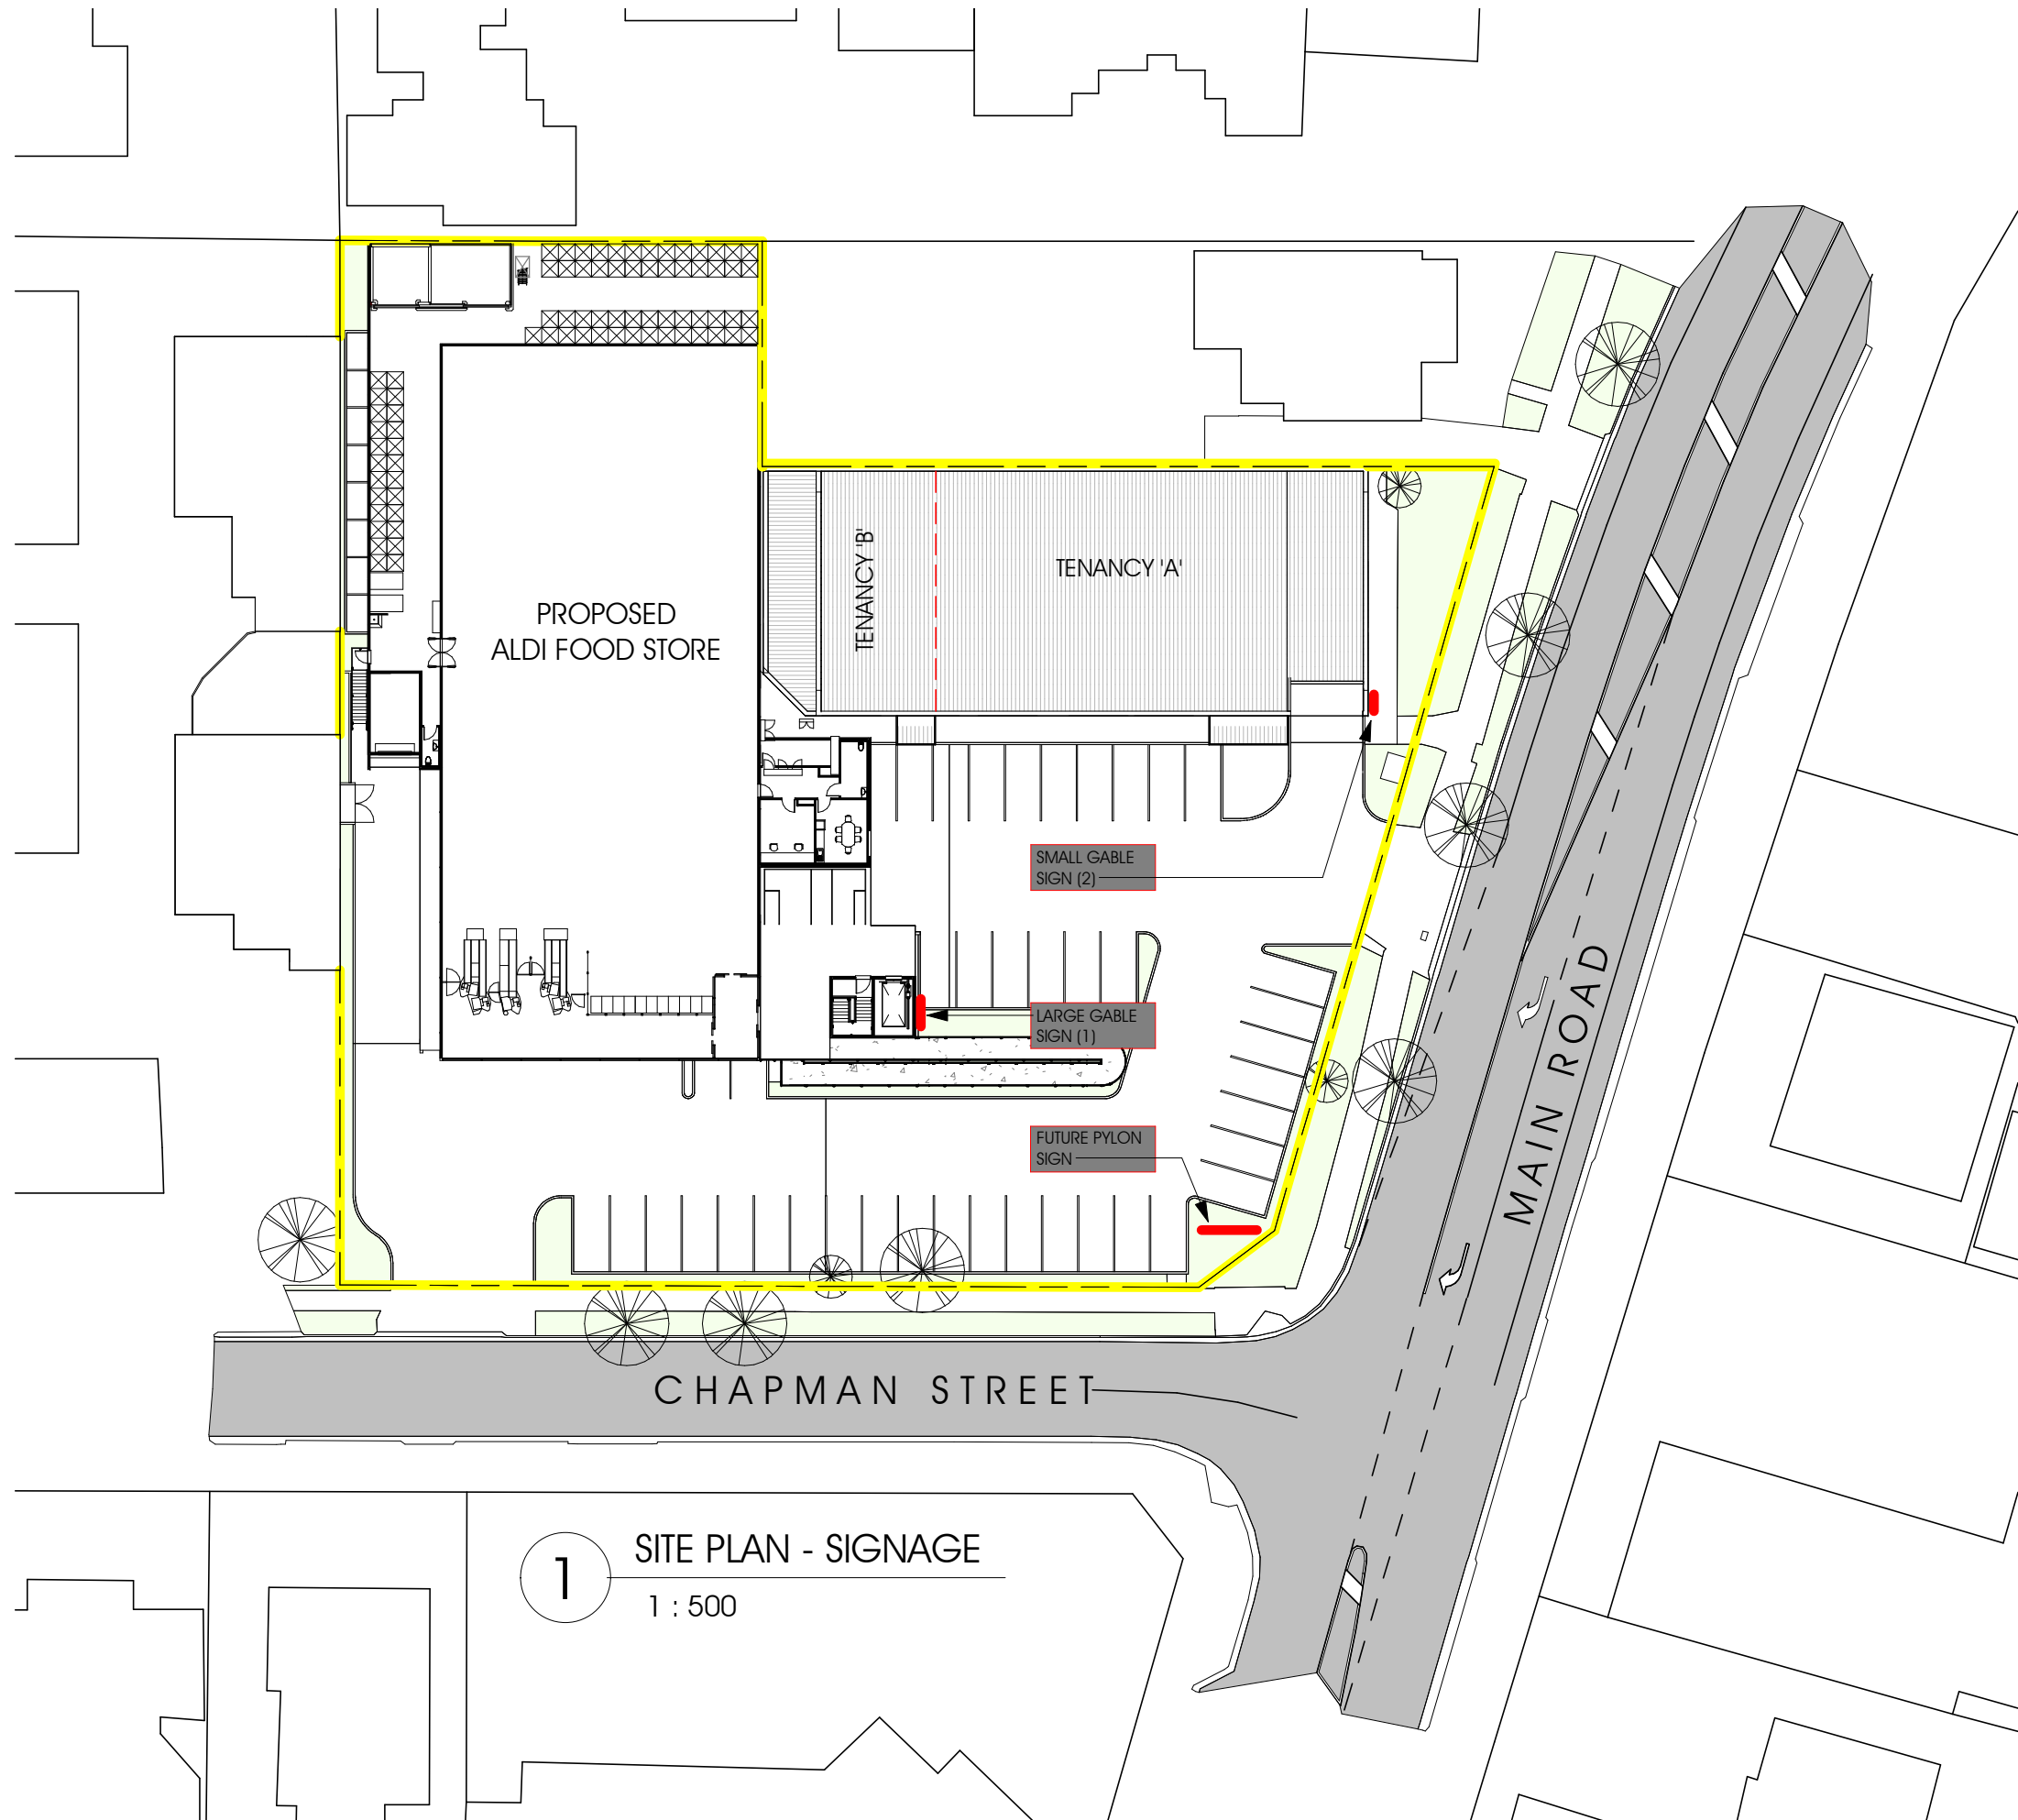 PROPOSED
ALDI FOOD STORE
TENANCY 'B'
TENANCY 'A'
SMALL GABLE
SIGN (2)
LARGE GABLE
SIGN (1)
FUTURE PYLON
SIGN
MAIN ROAD
CHAPMAN STREET
1
SITE PLAN - SIGNAGE
1 : 500